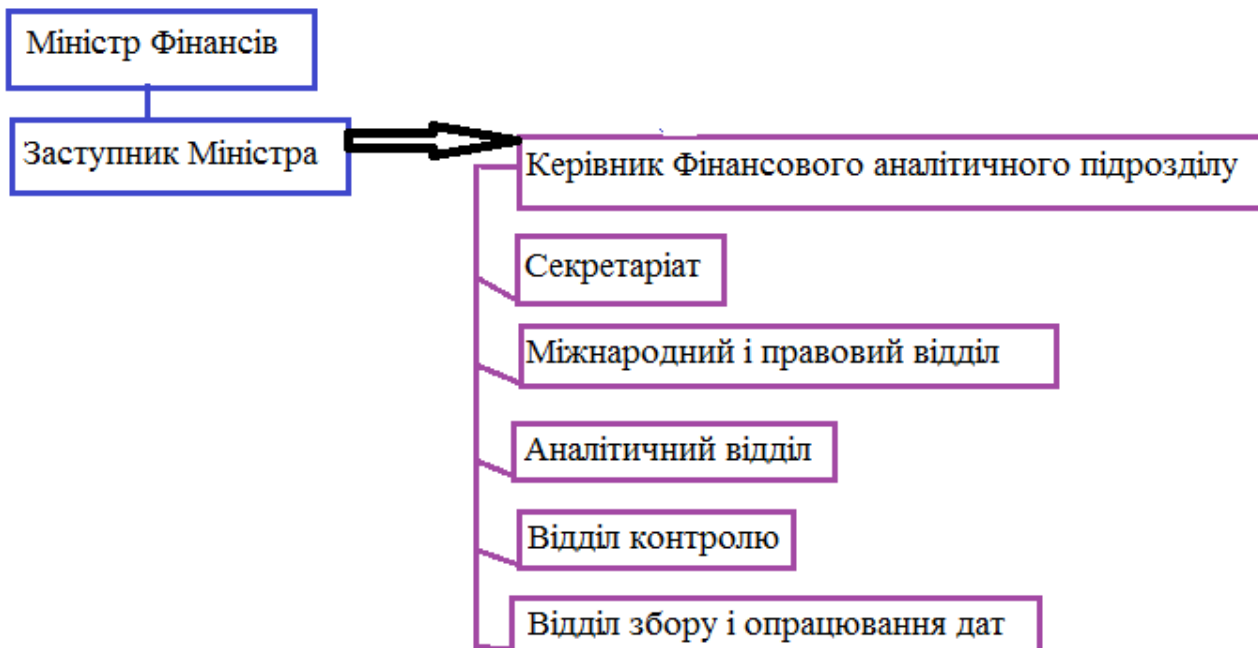 Міністр Фінансів
Заступник Міністра
Керівник Фінансового аналітичного підрозділу
Секретаріат
Міжнародний і правовий відділ
Аналітичний відділ
Відділ контролю
Відділ збору і опрацювання дат